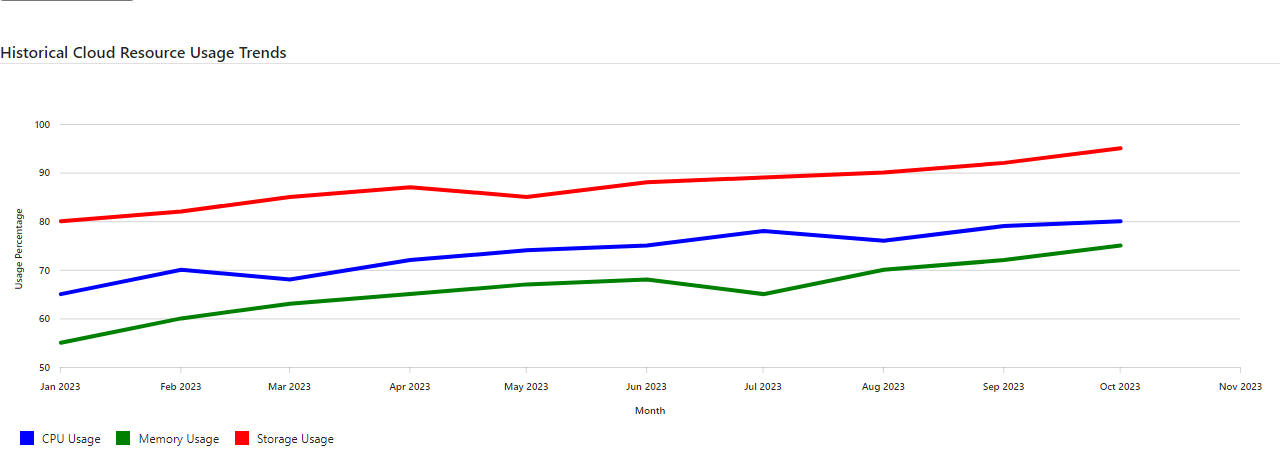 Historical Cloud Resource Usage Trends
100
90
80
70
60
50
Usage Percentage
Jan 2023 Feb 2023 Mar 2023 Apr 2023 May 2023 Jun 2023 Jul 2023 Aug 2023 Sep 2023 Oct 2023 Nov 2023
Month
CPU Usage Memory Usage Storage Usage